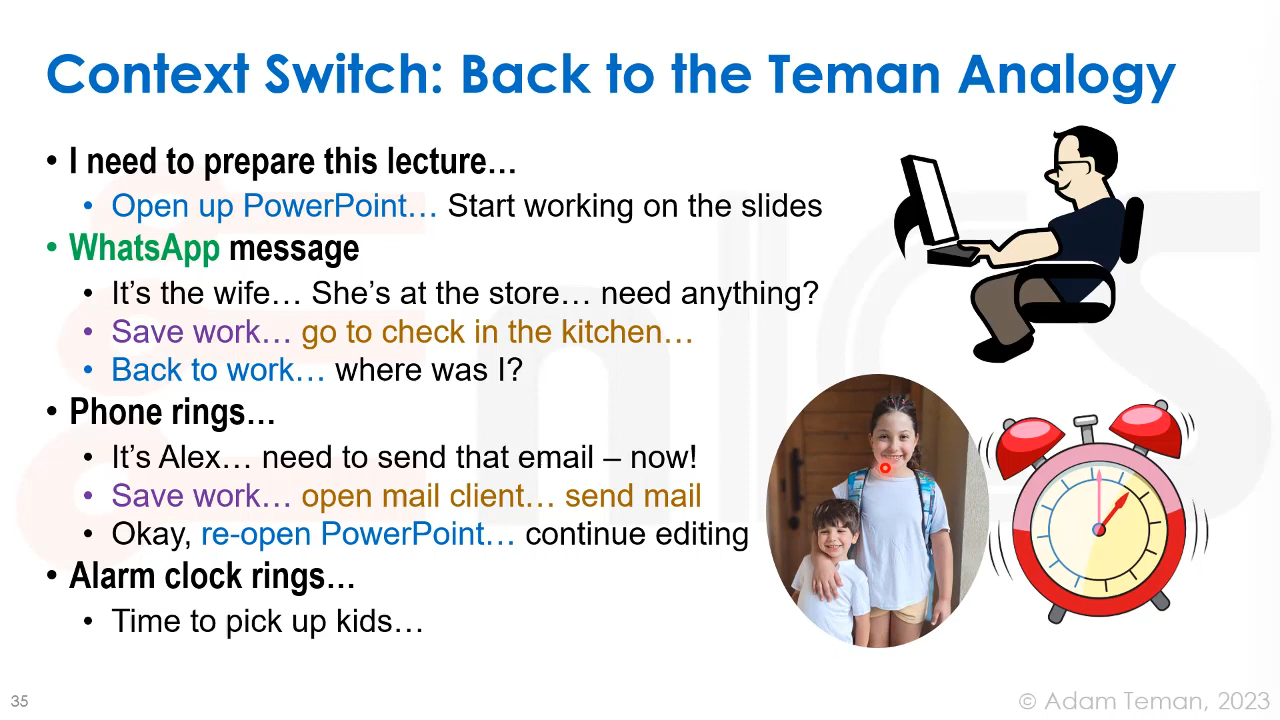 Context Switch: Back to the Teman Analogy
• I need to prepare this lecture…
• Open up PowerPoint… Start working on the slides
• WhatsApp message
• It’s the wife… She’s at the store… need anything?
• Save work… go to check in the kitchen…
• Back to work… where was I?
• Phone rings…
• It’s Alex… need to send that email – now!
• Save work… open mail client… send mail
• Okay, re-open PowerPoint… continue editing
• Alarm clock rings…
• Time to pick up kids…
35
© Adam Teman, 2023